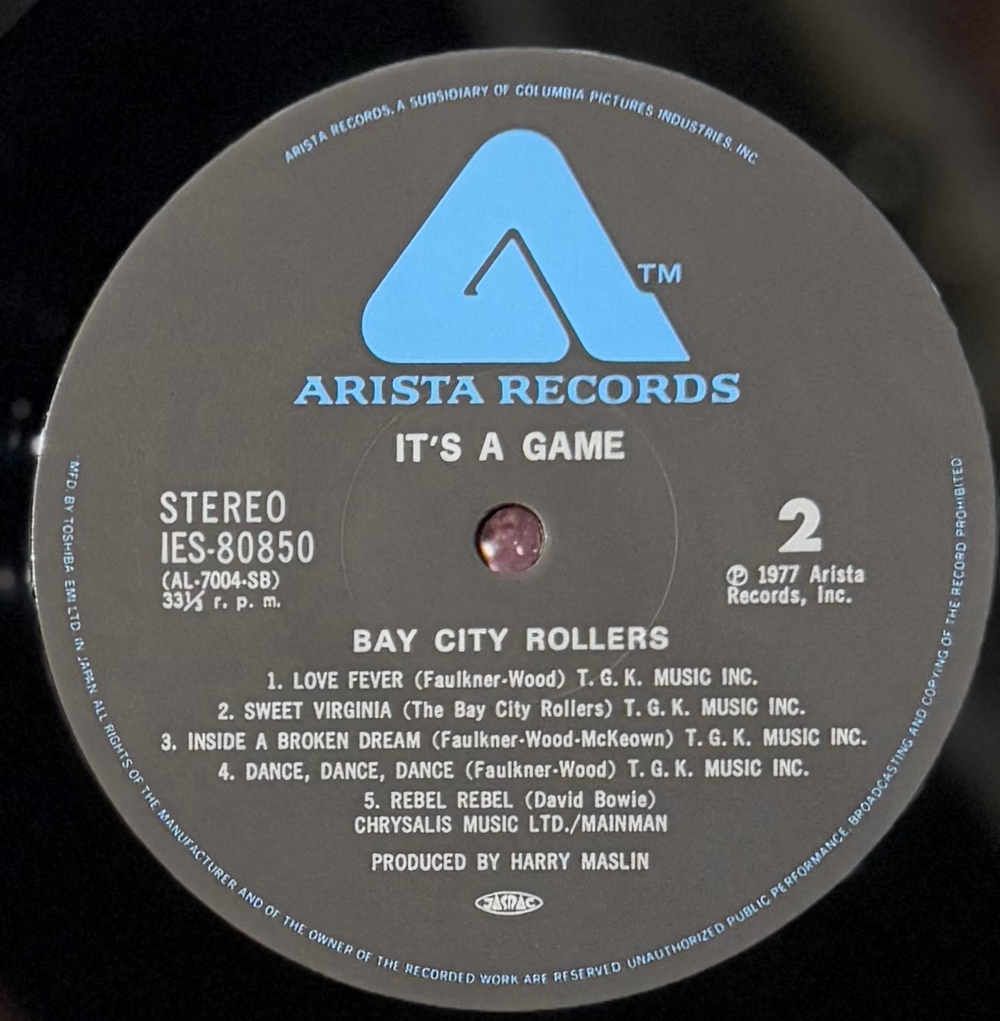 ARISTA RECORDS, A SUBSIDIARY OF COLUMBIA PICTURES INDUSTRIES, INC.
TM
ARISTA RECORDS
IT'S A GAME
STEREO
IES-80850
(AL-7004-SB)
33⅓ r. p. m.
2
℗ 1977 Arista
Records, Inc.
BAY CITY ROLLERS
1. LOVE FEVER (Faulkner-Wood) T. G. K. MUSIC INC.
2. SWEET VIRGINIA (The Bay City Rollers) T. G. K. MUSIC INC.
3. INSIDE A BROKEN DREAM (Faulkner-Wood-McKeown) T. G. K. MUSIC INC.
4. DANCE, DANCE, DANCE (Faulkner-Wood) T. G. K. MUSIC INC.
5. REBEL REBEL (David Bowie)
CHRYSALIS MUSIC LTD./MAINMAN
PRODUCED BY HARRY MASLIN
JASRAC
MFD. BY TOSHIBA EMI LTD IN JAPAN ALL RIGHTS OF THE MANUFACTURER AND OF THE OWNER OF THE RECORDED WORK ARE RESERVED UNAUTHORIZED PUBLIC PERFORMANCE, BROADCASTING AND COPYING OF THE RECORD PROHIBITED